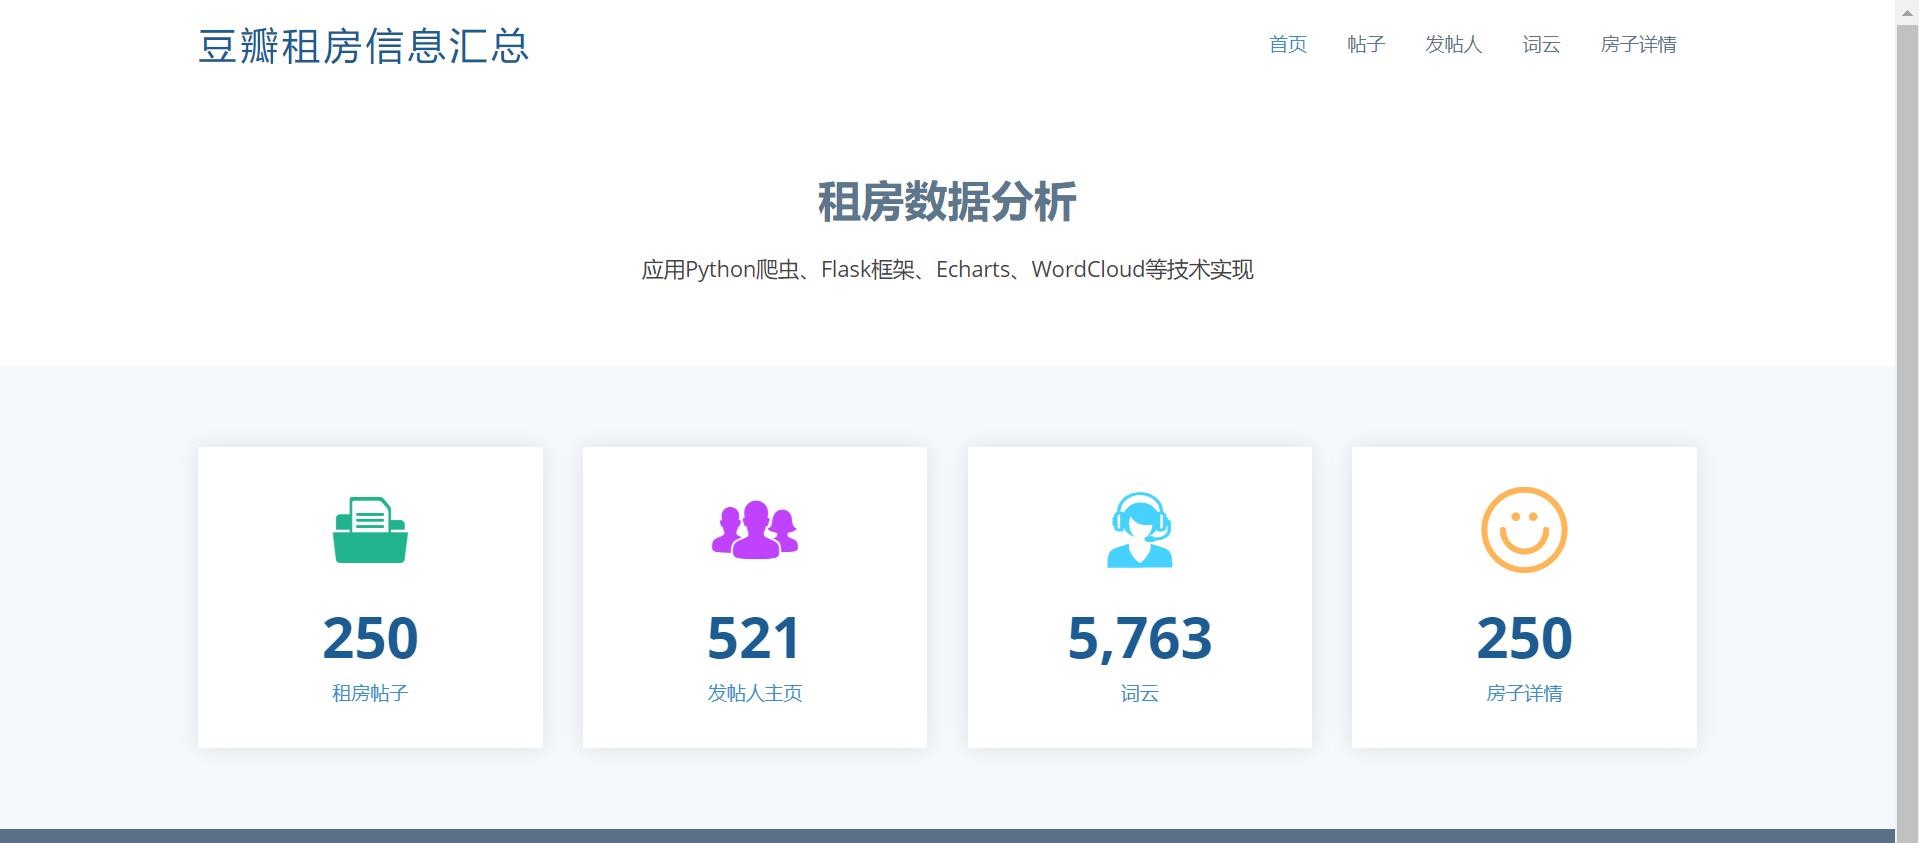 豆瓣租房信息汇总
首页 帖子 发帖人 词云 房子详情
租房数据分析
应用Python爬虫、Flask框架、Echarts、WordCloud等技术实现
250 521 5,763 250
租房帖子 发帖人主页 词云 房子详情